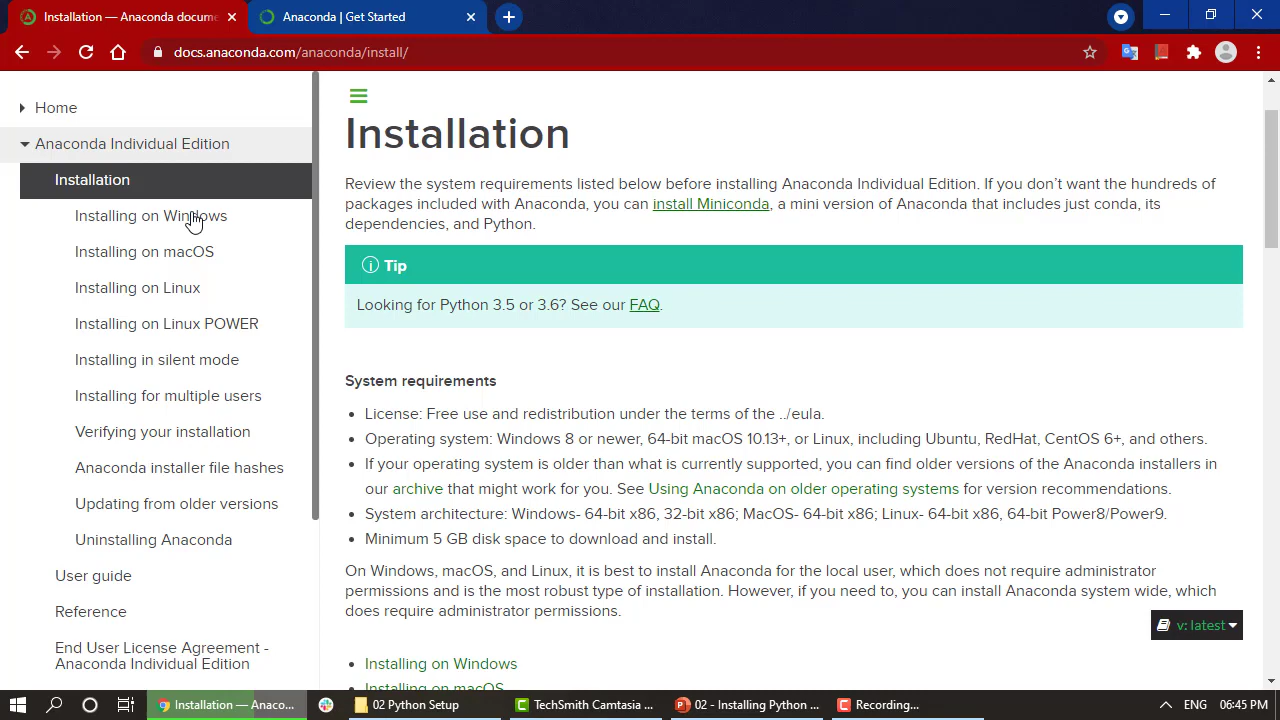 Installation — Anaconda docume
Anaconda | Get Started
docs.anaconda.com/anaconda/install/
Home
Anaconda Individual Edition
Installation
Installing on Windows
Installing on macOS
Installing on Linux
Installing on Linux POWER
Installing in silent mode
Installing for multiple users
Verifying your installation
Anaconda installer file hashes
Updating from older versions
Uninstalling Anaconda
User guide
Reference
End User License Agreement -
Anaconda Individual Edition
Installation
Review the system requirements listed below before installing Anaconda Individual Edition. If you don’t want the hundreds of
packages included with Anaconda, you can install Miniconda, a mini version of Anaconda that includes just conda, its
dependencies, and Python.
Tip
Looking for Python 3.5 or 3.6? See our FAQ.
System requirements
• License: Free use and redistribution under the terms of the ../eula.
• Operating system: Windows 8 or newer, 64-bit macOS 10.13+, or Linux, including Ubuntu, RedHat, CentOS 6+, and others.
• If your operating system is older than what is currently supported, you can find older versions of the Anaconda installers in
our archive that might work for you. See Using Anaconda on older operating systems for version recommendations.
• System architecture: Windows- 64-bit x86, 32-bit x86; MacOS- 64-bit x86; Linux- 64-bit x86, 64-bit Power8/Power9.
• Minimum 5 GB disk space to download and install.
On Windows, macOS, and Linux, it is best to install Anaconda for the local user, which does not require administrator
permissions and is the most robust type of installation. However, if you need to, you can install Anaconda system wide, which
does require administrator permissions.
v: latest
• Installing on Windows
• Installing on macOS
Installation — Anaco...
02 Python Setup
TechSmith Camtasia ...
02 - Installing Python ...
Recording...
ENG
06:45 PM